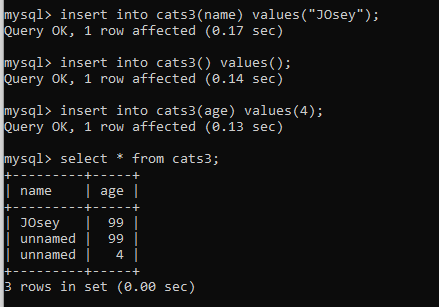 mysql> insert into cats3(name) values("JOsey");
Query OK, 1 row affected (0.17 sec)
mysql> insert into cats3() values();
Query OK, 1 row affected (0.14 sec)
mysql> insert into cats3(age) values(4);
Query OK, 1 row affected (0.13 sec)
mysql> select * from cats3;
+---------+-----+
| name    | age |
+---------+-----+
| JOsey   |  99 |
| unnamed |  99 |
| unnamed |   4 |
+---------+-----+
3 rows in set (0.00 sec)